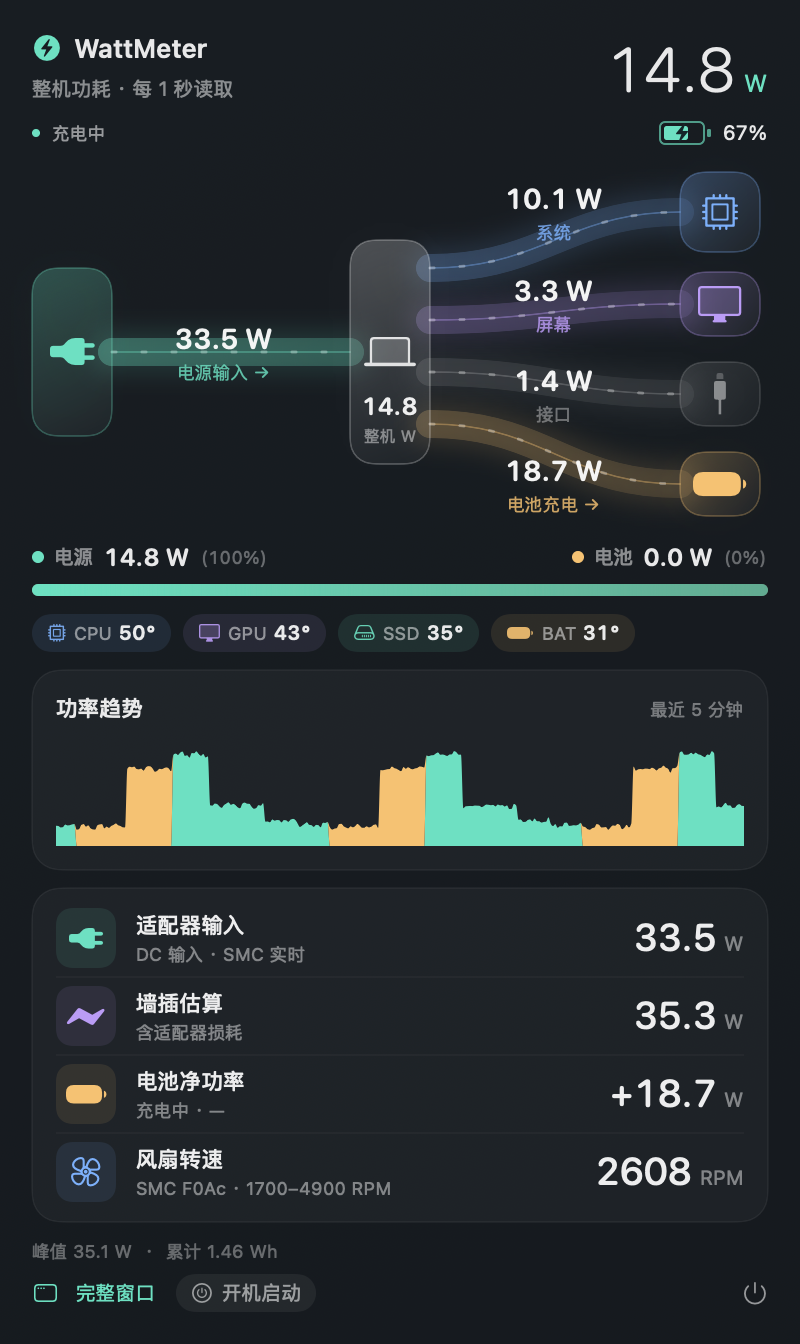 WattMeter
14.8 W
整机功耗 · 每 1 秒读取
充电中
67%
10.1 W
系统
3.3 W
屏幕
33.5 W
电源输入 →
14.8
整机 W
1.4 W
接口
18.7 W
电池充电 →
电源 14.8 W (100%)
电池 0.0 W (0%)
CPU 50° GPU 43° SSD 35° BAT 31°
功率趋势
最近 5 分钟
适配器输入
DC 输入 · SMC 实时
33.5 W
墙插估算
含适配器损耗
35.3 W
电池净功率
充电中 · —
+18.7 W
风扇转速
SMC F0Ac · 1700–4900 RPM
2608 RPM
峰值 35.1 W · 累计 1.46 Wh
完整窗口 开机启动